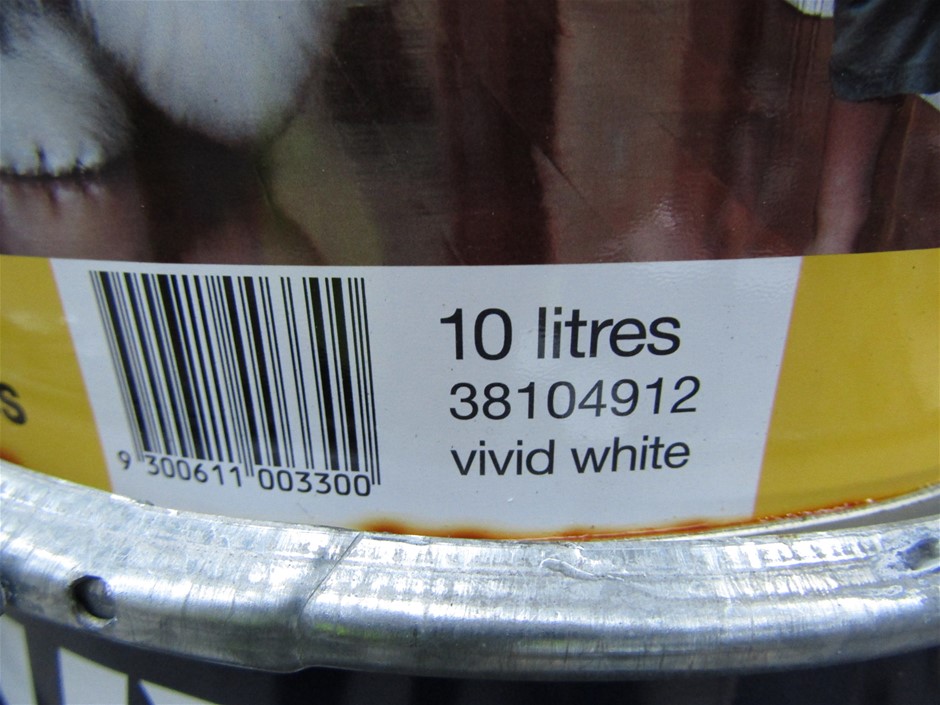 10 litres
38104912
vivid white
9 300611 003300
s